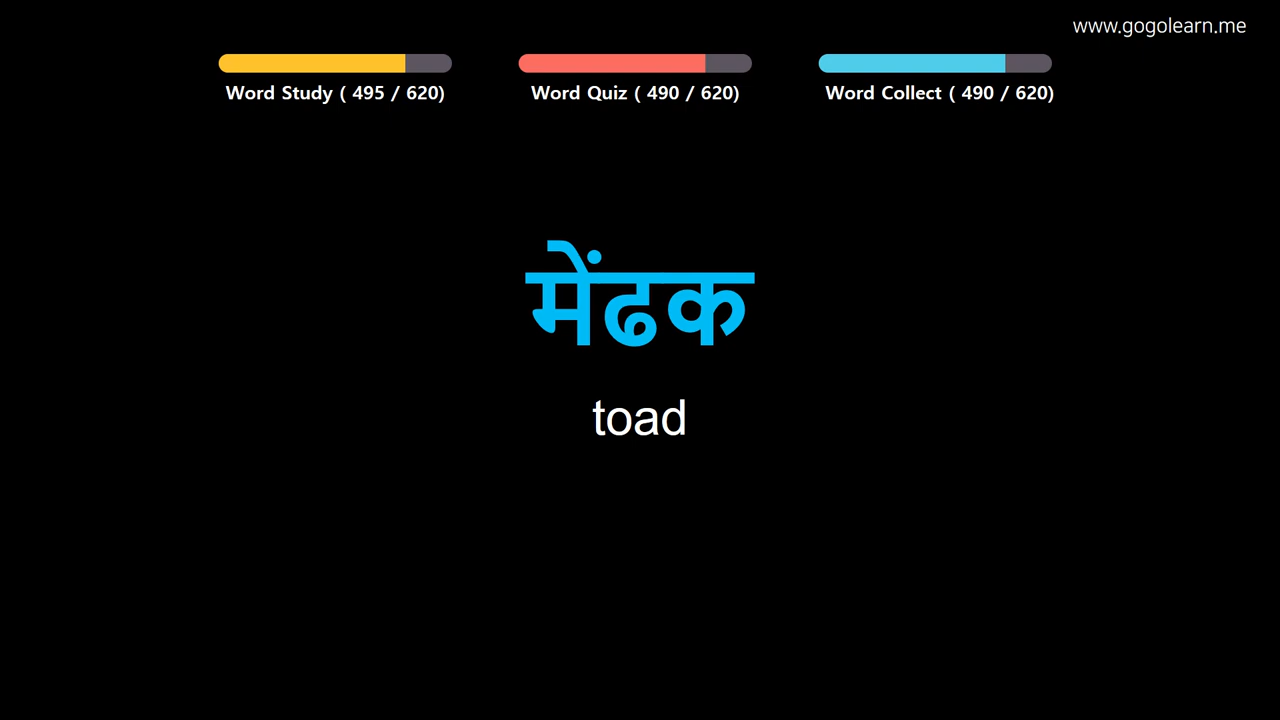 www.gogolearn.me
Word Study ( 495 / 620)
Word Quiz ( 490 / 620)
Word Collect ( 490 / 620)
मेंढक
toad